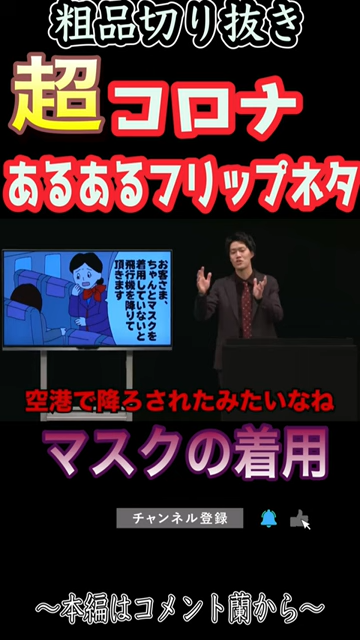 粗品切り抜き
超コロナ
あるあるフリップネタ
お客さま、
ちゃんとマスクを
着用していないと
飛行機を降りて
頂きます
空港で降ろされたみたいなね
マスクの着用
チャンネル登録
～本編はコメント蘭から～